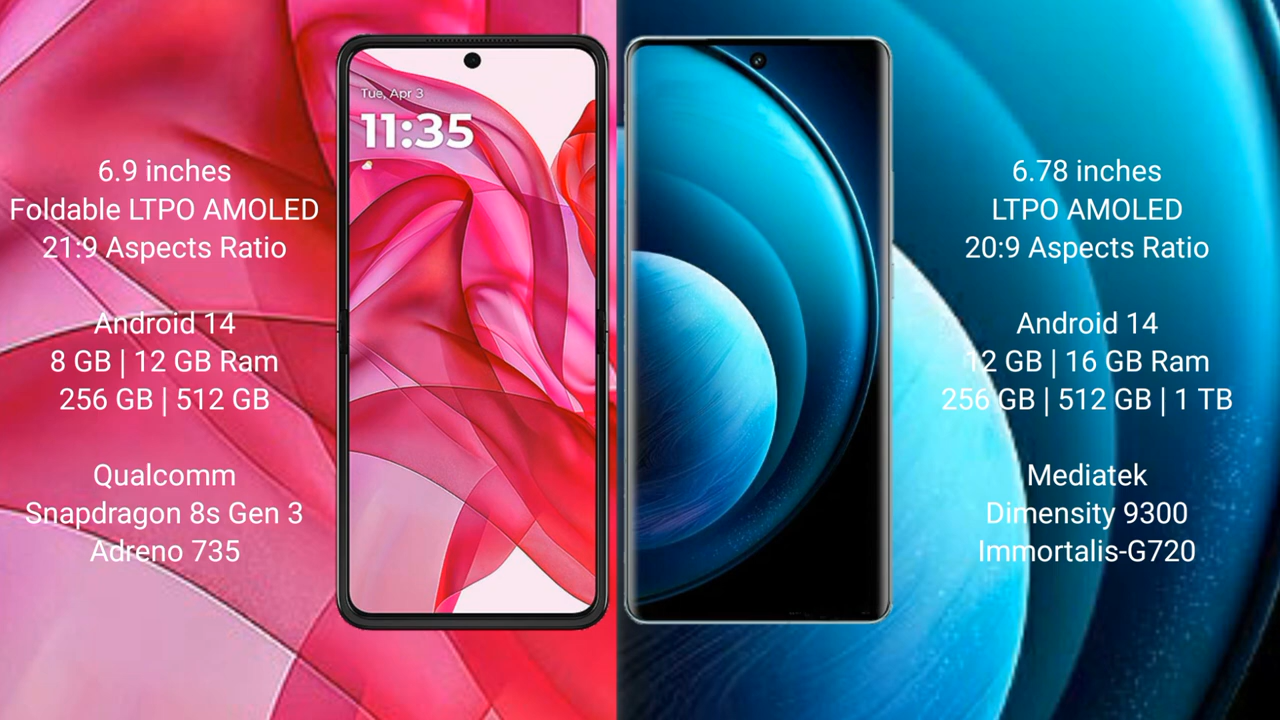 Tue, Apr 3
11:35
6.9 inches
Foldable LTPO AMOLED
21:9 Aspects Ratio
Android 14
8 GB | 12 GB Ram
256 GB | 512 GB
Qualcomm
Snapdragon 8s Gen 3
Adreno 735
6.78 inches
LTPO AMOLED
20:9 Aspects Ratio
Android 14
12 GB | 16 GB Ram
256 GB | 512 GB | 1 TB
Mediatek
Dimensity 9300
Immortalis-G720